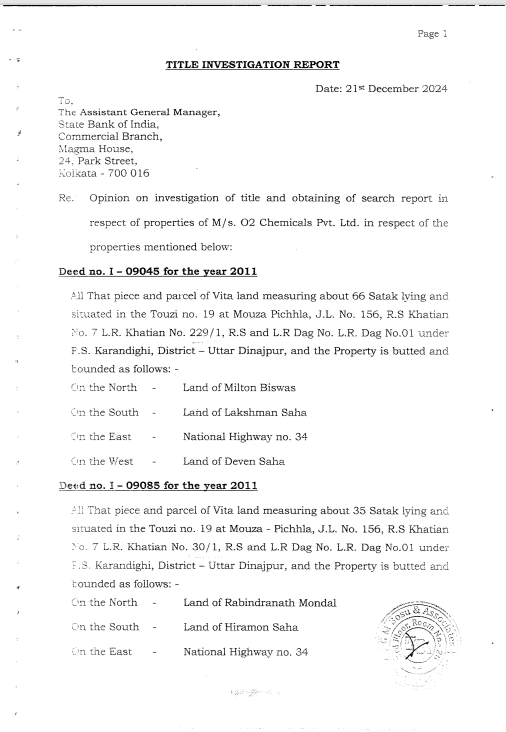 Page 1
TITLE INVESTIGATION REPORT
Date: 21st December 2024
To,
The Assistant General Manager,
State Bank of India,
Commercial Branch,
Magma House,
24, Park Street,
Kolkata - 700 016
Re. Opinion on investigation of title and obtaining of search report in
respect of properties of M/s. O2 Chemicals Pvt. Ltd. in respect of the
properties mentioned below:
Deed no. I – 09045 for the year 2011
All That piece and parcel of Vita land measuring about 66 Satak lying and
situated in the Touzi no. 19 at Mouza Pichhla, J.L. No. 156, R.S Khatian
No. 7 L.R. Khatian No. 229/1, R.S and L.R Dag No. L.R. Dag No.01 under
P.S. Karandighi, District – Uttar Dinajpur, and the Property is butted and
bounded as follows: -
On the North - Land of Milton Biswas
On the South - Land of Lakshman Saha
On the East - National Highway no. 34
On the West - Land of Deven Saha
Deed no. I – 09085 for the year 2011
All That piece and parcel of Vita land measuring about 35 Satak lying and
situated in the Touzi no. 19 at Mouza - Pichhla, J.L. No. 156, R.S Khatian
No. 7 L.R. Khatian No. 30/1, R.S and L.R Dag No. L.R. Dag No.01 under
P.S. Karandighi, District – Uttar Dinajpur, and the Property is butted and
bounded as follows: -
On the North - Land of Rabindranath Mondal
On the South - Land of Hiramon Saha
On the East - National Highway no. 34
Bosu & Associates
Floor, Room No.